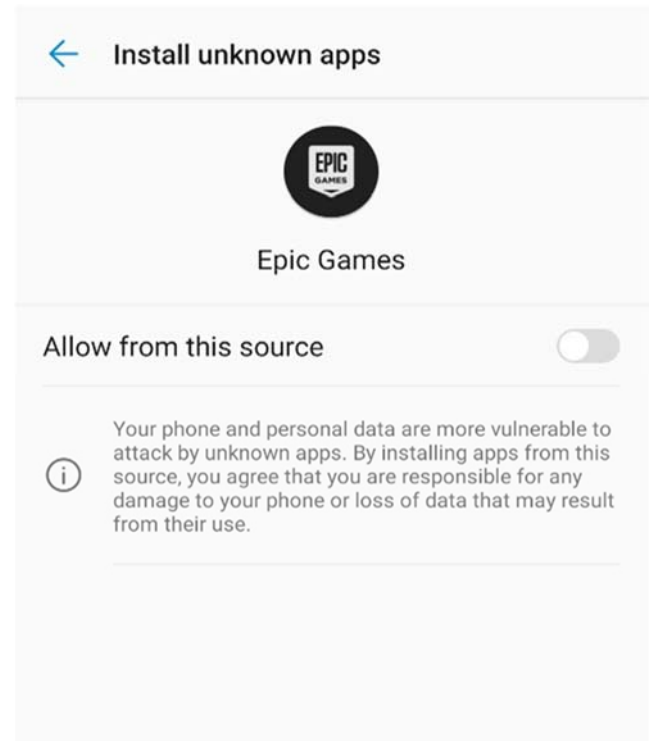 Install unknown apps
EPIC
GAMES
Epic Games
Allow from this source
Your phone and personal data are more vulnerable to
attack by unknown apps. By installing apps from this
source, you agree that you are responsible for any
damage to your phone or loss of data that may result
from their use.